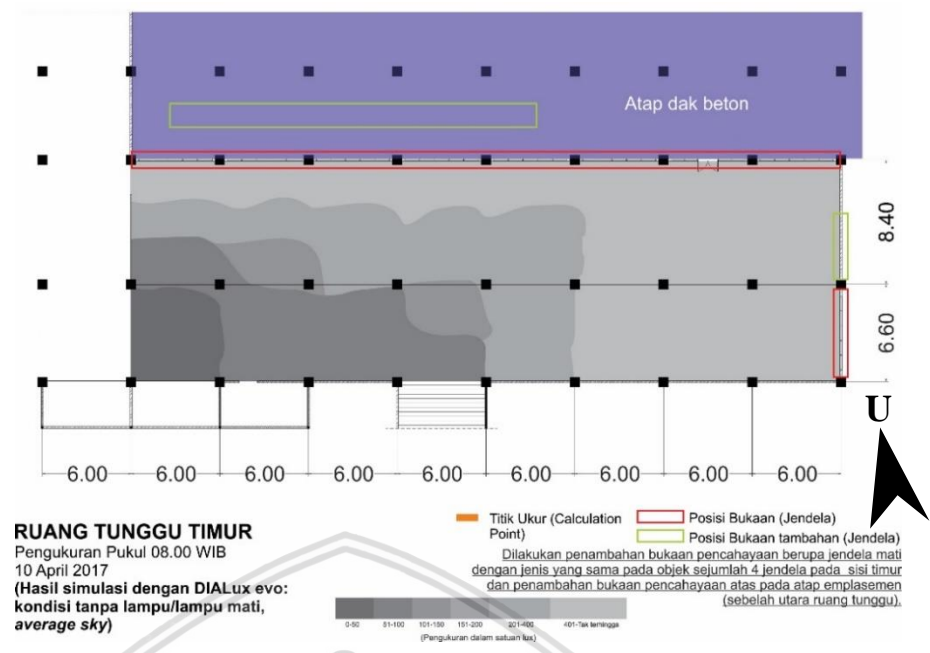 Atap dak beton
8.40
6.60
U
6.00 6.00 6.00 6.00 6.00 6.00 6.00 6.00 6.00
RUANG TUNGGU TIMUR
Pengukuran Pukul 08.00 WIB
10 April 2017
(Hasil simulasi dengan DIALux evo:
kondisi tanpa lampu/lampu mati,
average sky)
Titik Ukur (Calculation
Point)
Posisi Bukaan (Jendela)
Posisi Bukaan tambahan (Jendela)
Dilakukan penambahan bukaan pencahayaan berupa jendela mati
dengan jenis yang sama pada objek sejumlah 4 jendela pada sisi timur
dan penambahan bukaan pencahayaan atas pada atap emplasemen
(sebelah utara ruang tunggu).
0-50 51-100 101-150 151-200 201-400 401-Tak terhingga
(Pengukuran dalam satuan lux)